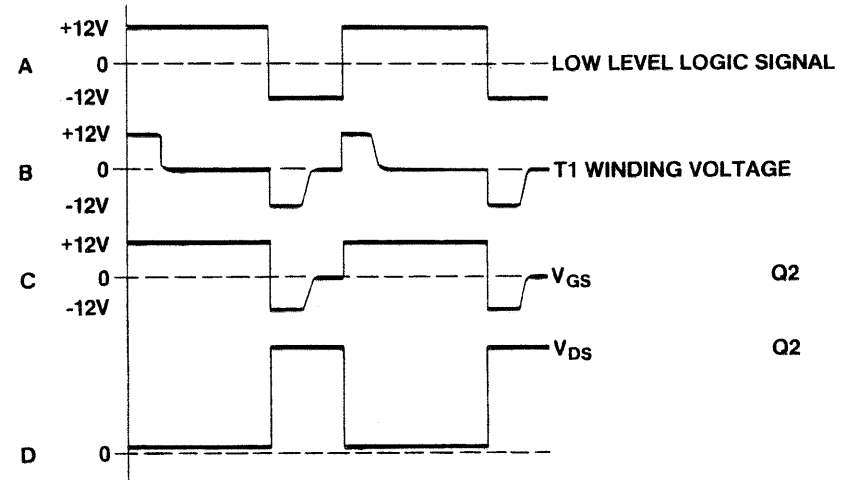 +12V
A 0 LOW LEVEL LOGIC SIGNAL
-12V
+12V
B 0 T1 WINDING VOLTAGE
-12V
+12V
C 0 VGS Q2
-12V
VDS Q2
D 0